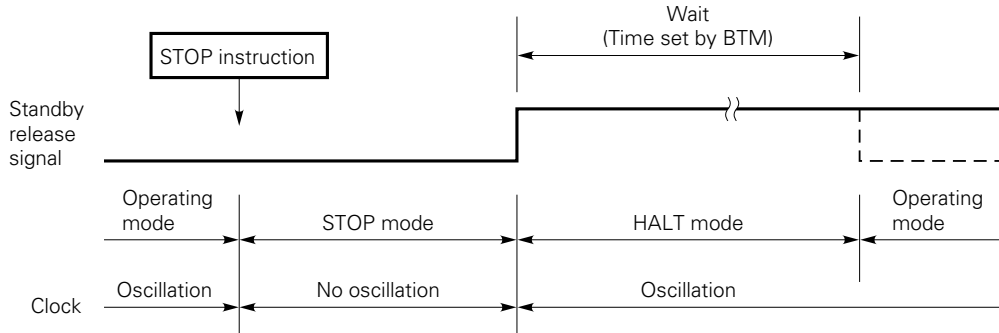 Wait
(Time set by BTM)
STOP instruction
Standby
release
signal
Operating
mode
STOP mode
HALT mode
Operating
mode
Clock
Oscillation
No oscillation
Oscillation